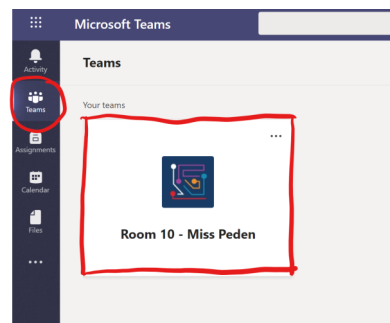 Microsoft Teams
Activity
Teams
Assignments
Calendar
Files
Teams
Your teams
...
Room 10 - Miss Peden